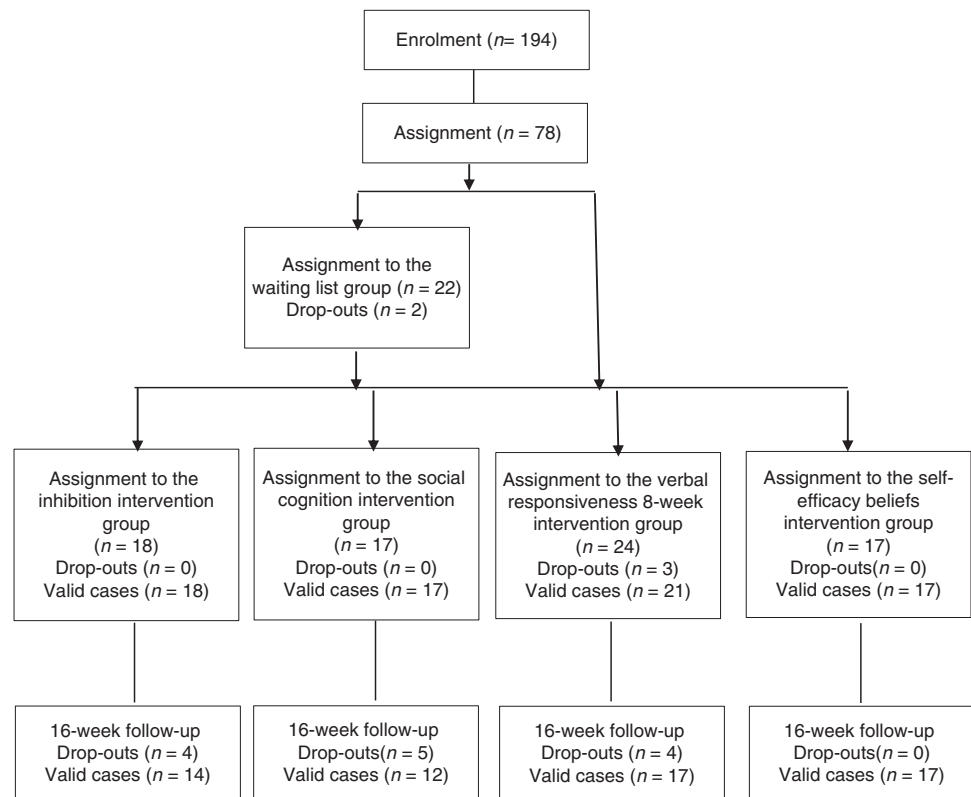 Enrolment (n= 194)
Assignment (n = 78)
Assignment to the
waiting list group (n = 22)
Drop-outs (n = 2)
Assignment to the
inhibition intervention
group
(n = 18)
Drop-outs (n = 0)
Valid cases (n = 18)
Assignment to the social
cognition intervention
group
(n = 17)
Drop-outs (n = 0)
Valid cases (n = 17)
Assignment to the verbal
responsiveness 8-week
intervention group
(n = 24)
Drop-outs (n = 3)
Valid cases (n = 21)
Assignment to the self-
efficacy beliefs
intervention group
(n = 17)
Drop-outs(n = 0)
Valid cases (n = 17)
16-week follow-up
Drop-outs (n = 4)
Valid cases (n = 14)
16-week follow-up
Drop-outs(n = 5)
Valid cases (n = 12)
16-week follow-up
Drop-outs (n = 4)
Valid cases (n = 17)
16-week follow-up
Drop-outs(n = 0)
Valid cases (n = 17)